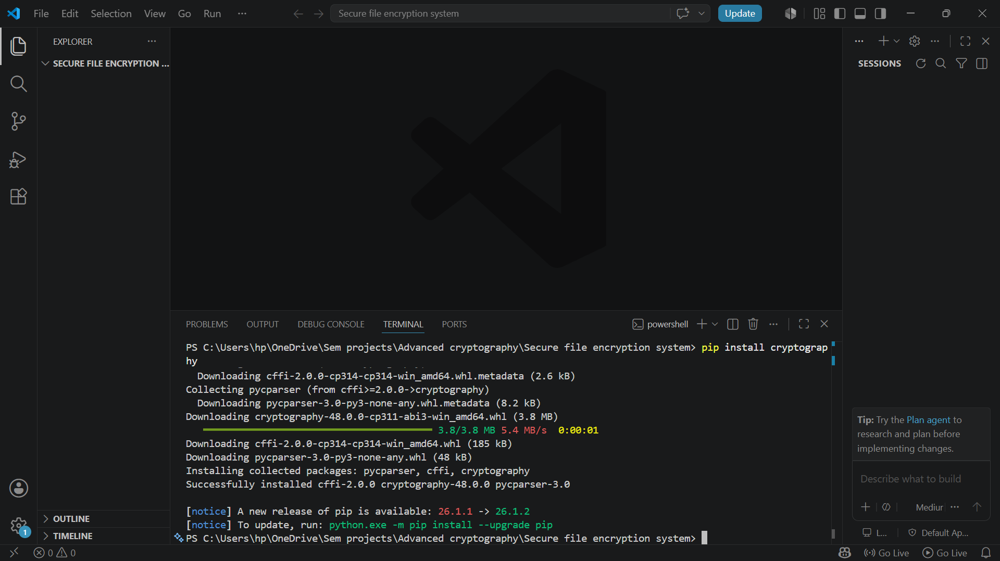 File Edit Selection View Go Run ···
Secure file encryption system
Update
EXPLORER
SECURE FILE ENCRYPTION ...
SESSIONS
PROBLEMS OUTPUT DEBUG CONSOLE TERMINAL PORTS
powershell
PS C:\Users\hp\OneDrive\Sem projects\Advanced cryptography\Secure file encryption system> pip install cryptograp
hy
Downloading cffi-2.0.0-cp314-cp314-win_amd64.whl.metadata (2.6 kB)
Collecting pycparser (from cffi>=2.0.0->cryptography)
Downloading pycparser-3.0-py3-none-any.whl.metadata (8.2 kB)
Downloading cryptography-48.0.0-cp311-abi3-win_amd64.whl (3.8 MB)
3.8/3.8 MB 5.4 MB/s 0:00:01
Downloading cffi-2.0.0-cp314-cp314-win_amd64.whl (185 kB)
Downloading pycparser-3.0-py3-none-any.whl (48 kB)
Installing collected packages: pycparser, cffi, cryptography
Successfully installed cffi-2.0.0 cryptography-48.0.0 pycparser-3.0
[notice] A new release of pip is available: 26.1.1 -> 26.1.2
[notice] To update, run: python.exe -m pip install --upgrade pip
PS C:\Users\hp\OneDrive\Sem projects\Advanced cryptography\Secure file encryption system>
Tip: Try the Plan agent to
research and plan before
implementing changes.
Describe what to build
Mediur
L...
Default Ap...
OUTLINE
TIMELINE
1
0 0
Go Live
Go Live